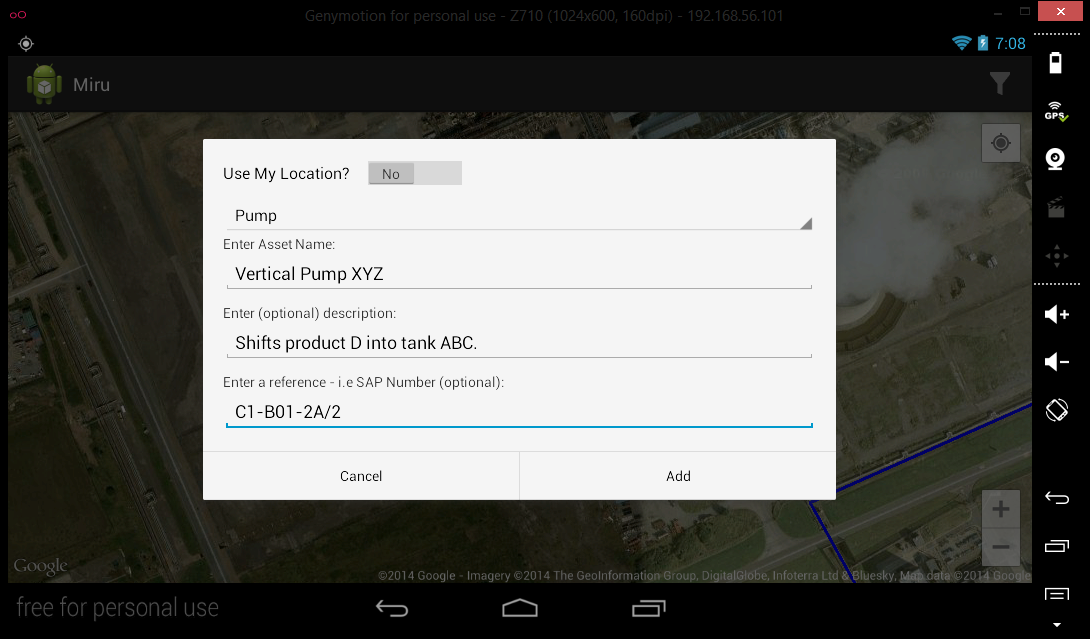 Genymotion for personal use - Z710 (1024x600, 160dpi) - 192.168.56.101
7:08
Miru
GPS
Use My Location? No
Pump
Enter Asset Name:
Vertical Pump XYZ
Enter (optional) description:
Shifts product D into tank ABC.
Enter a reference - i.e SAP Number (optional):
C1-B01-2A/2
Cancel Add
Google
©2014 Google - Imagery ©2014 The GeoInformation Group, DigitalGlobe, Infoterra Ltd & Bluesky, Map data ©2014 Google
free for personal use